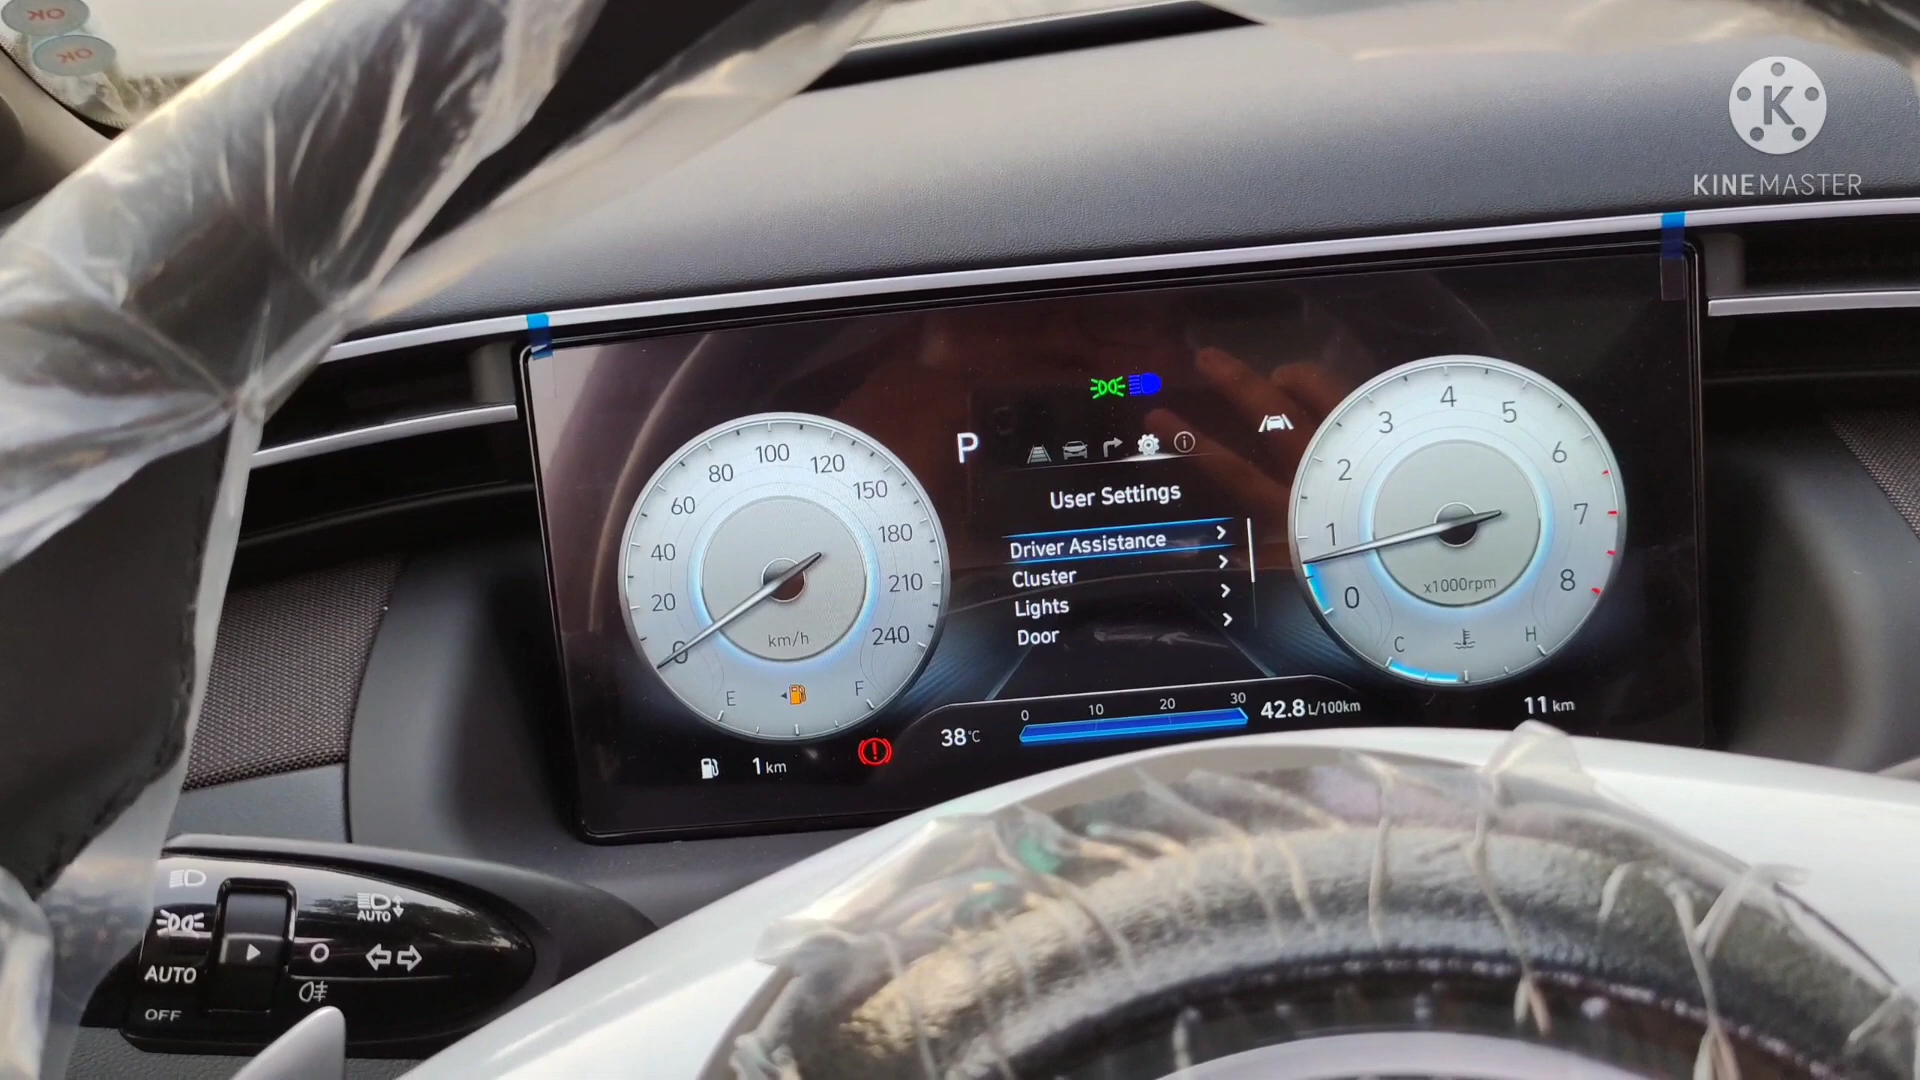 OK
OK
K
KINEMASTER
P
User Settings
Driver Assistance
Cluster
Lights
Door
0
20
40
60
80
100
120
150
180
210
240
km/h
E
F
0
1
2
3
4
5
6
7
8
x1000rpm
C
H
1 km
38°C
0
10
20
30
42.8 L/100km
11 km
AUTO
AUTO
OFF